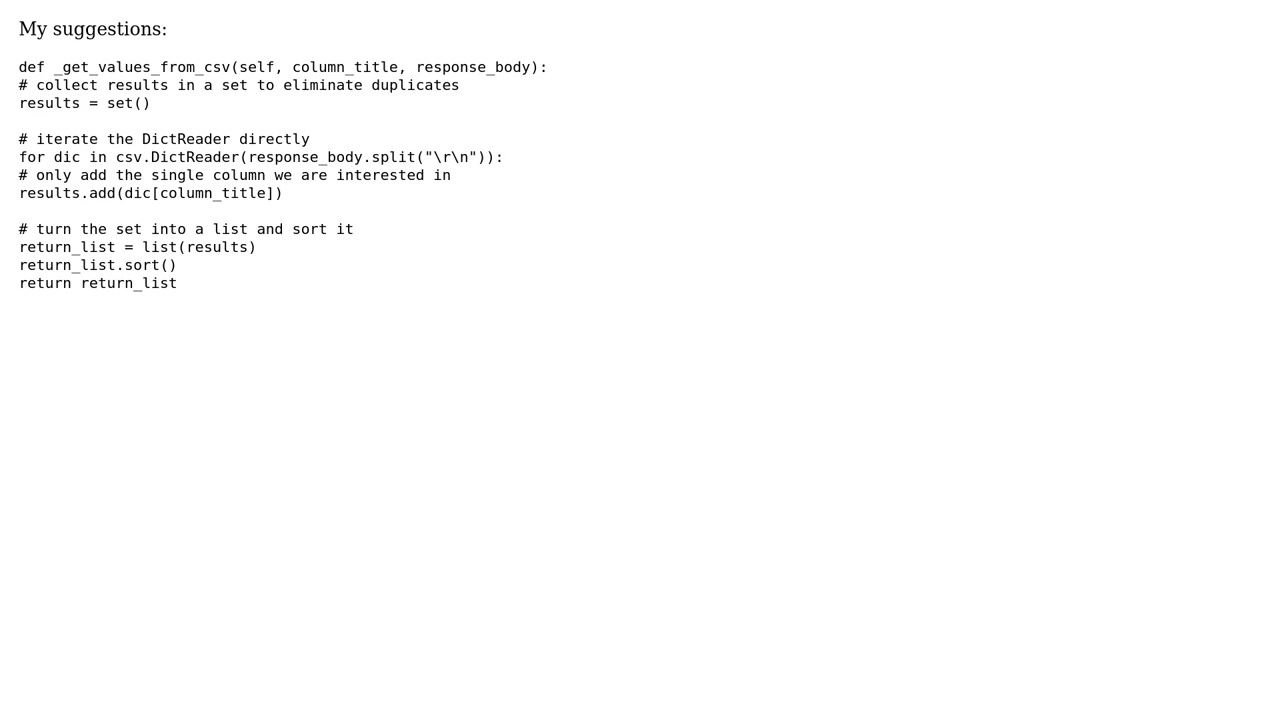 My suggestions:
def _get_values_from_csv(self, column_title, response_body):
# collect results in a set to eliminate duplicates
results = set()
# iterate the DictReader directly
for dic in csv.DictReader(response_body.split("\r\n")):
# only add the single column we are interested in
results.add(dic[column_title])
# turn the set into a list and sort it
return_list = list(results)
return_list.sort()
return return_list